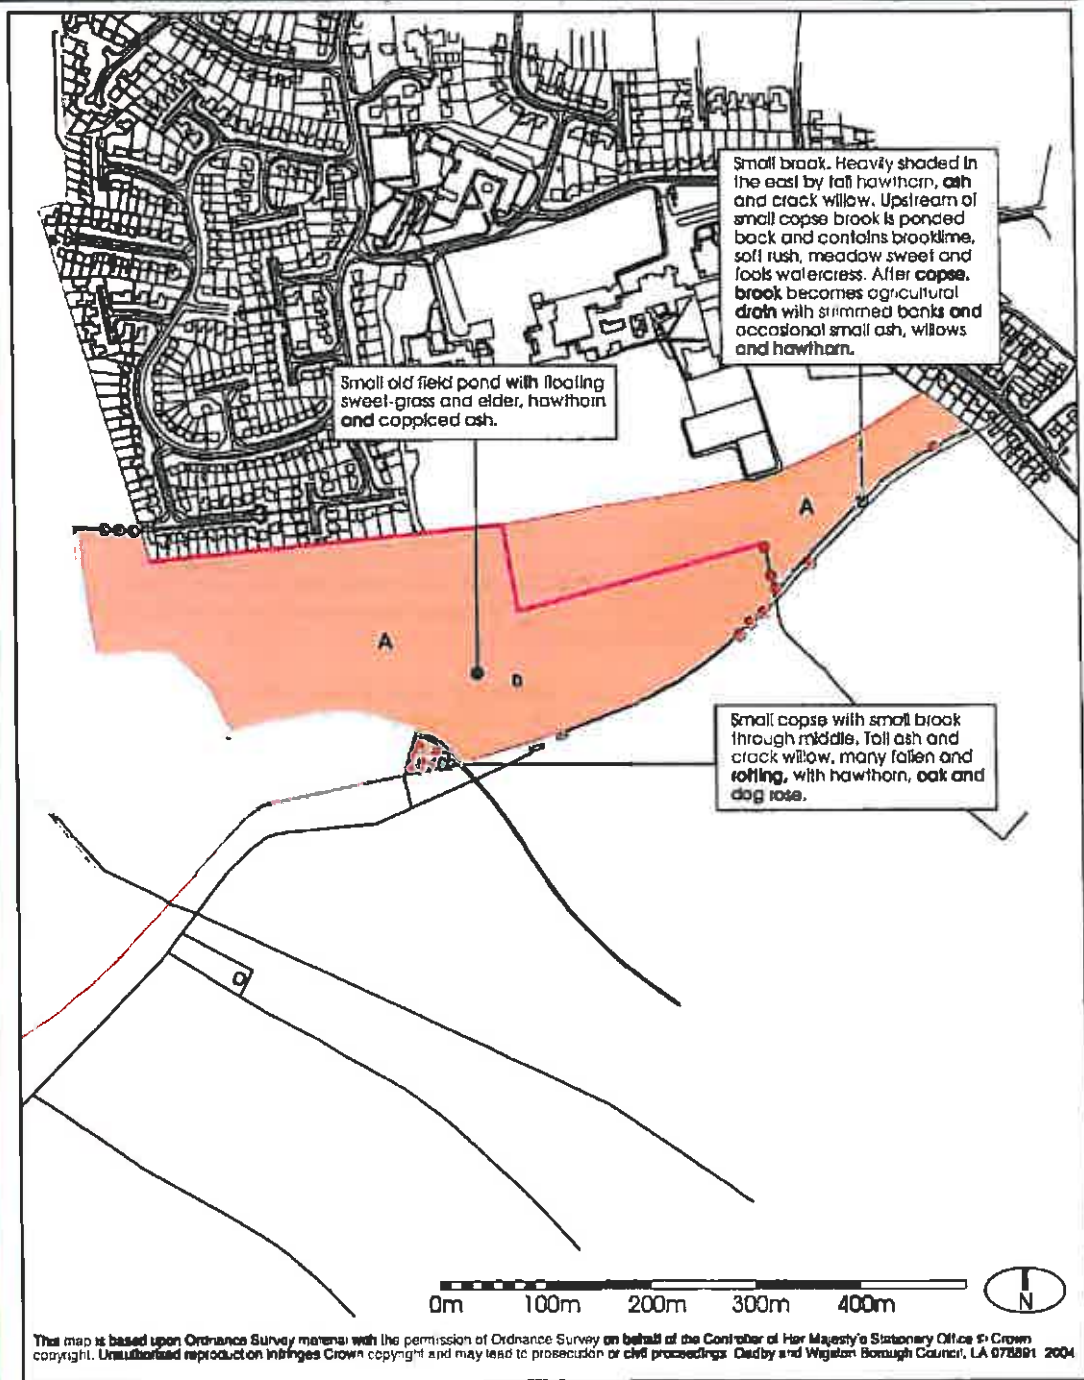 Small brook. Heavily shaded in
the east by tall hawthorn, ash
and crack willow. Upstream of
small copse brook is ponded
back and contains brooklime,
soft rush, meadow sweet and
fools watercress. After copse,
brook becomes agricultural
drain with strimmed banks and
occasional small ash, willows
and hawthorn.
Small old field pond with floating
sweet-grass and elder, hawthorn
and coppiced ash.
A
A
Small copse with small brook
through middle. Tall ash and
crack willow, many fallen and
rotting, with hawthorn, oak and
dog rose.
0m 100m 200m 300m 400m
N
This map is based upon Ordnance Survey material with the permission of Ordnance Survey on behalf of the Controller of Her Majesty's Stationery Office © Crown
copyright. Unauthorised reproduction infringes Crown copyright and may lead to prosecution or civil proceedings Oadby and Wigston Borough Council, LA 078891 2004